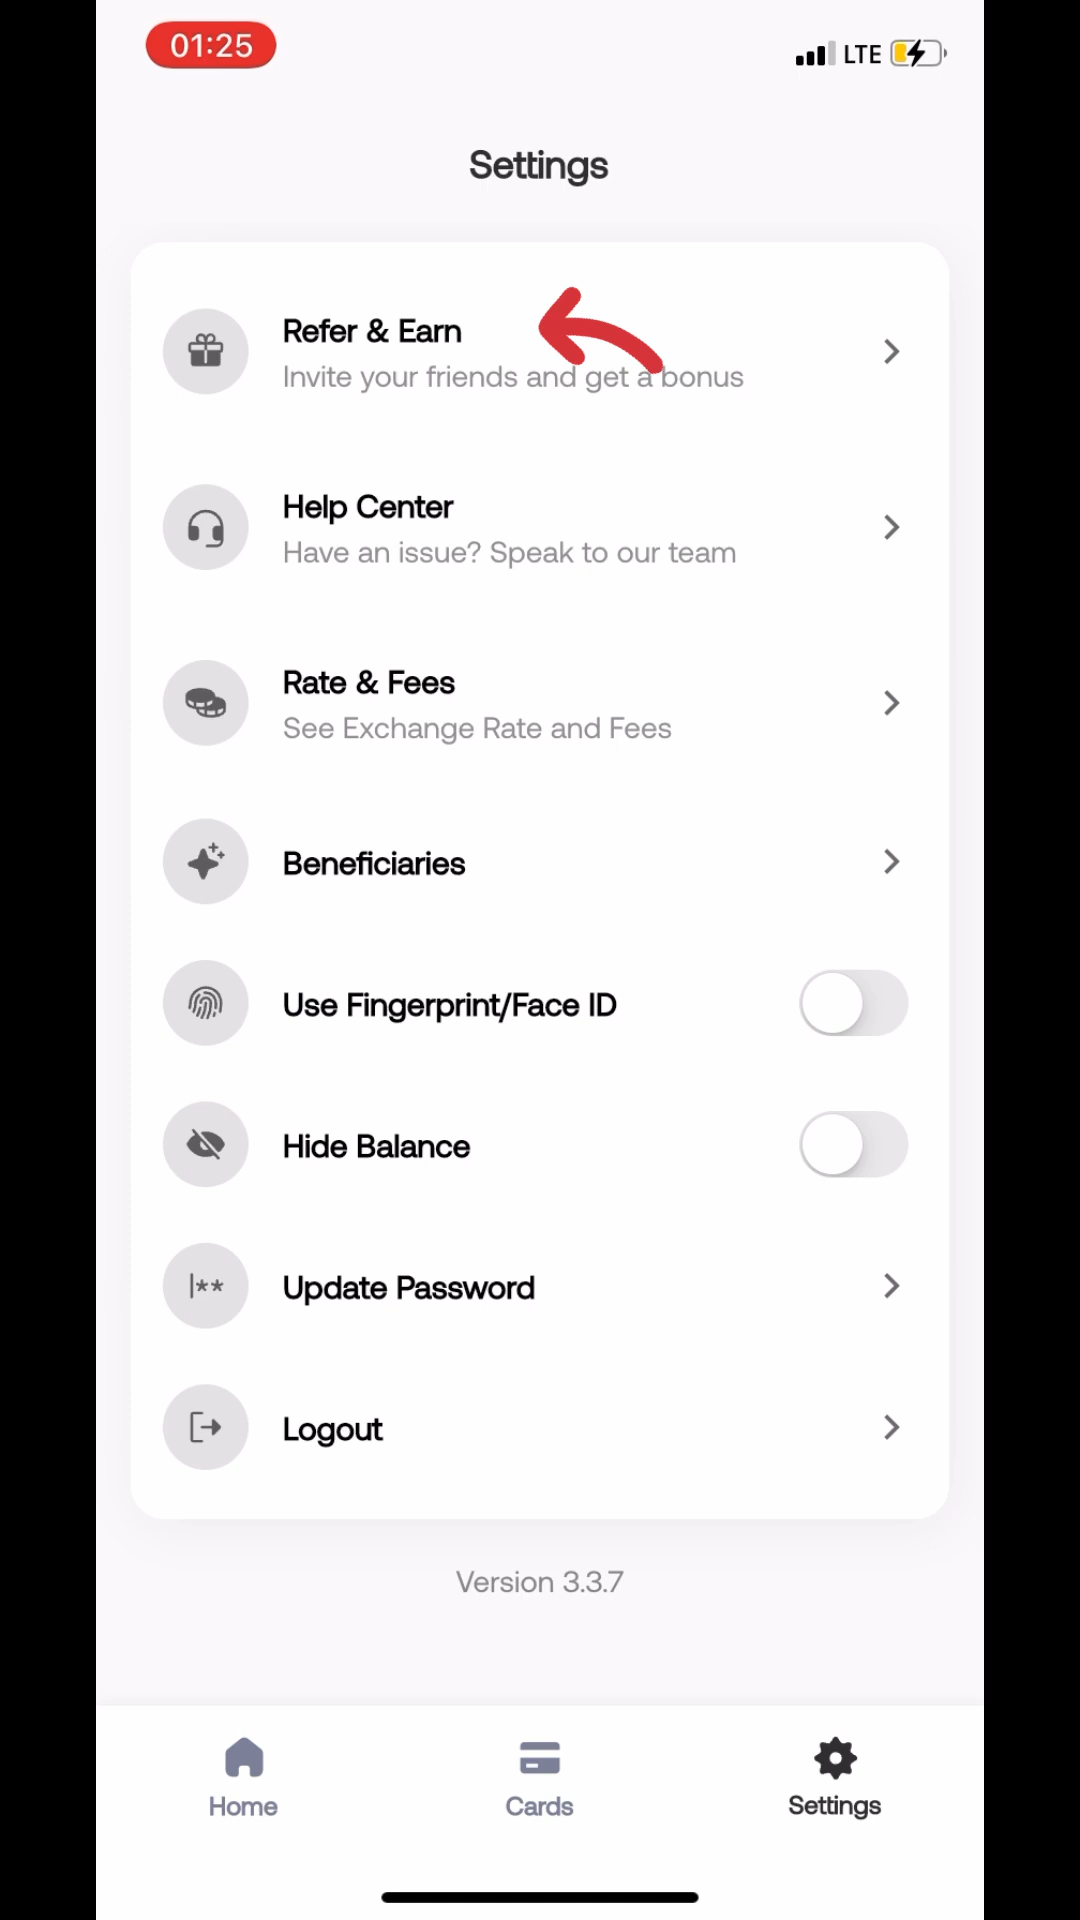 01:25
LTE
Settings
Refer & Earn
Invite your friends and get a bonus
Help Center
Have an issue? Speak to our team
Rate & Fees
See Exchange Rate and Fees
Beneficiaries
Use Fingerprint/Face ID
Hide Balance
|**
Update Password
Logout
Version 3.3.7
Home
Cards
Settings